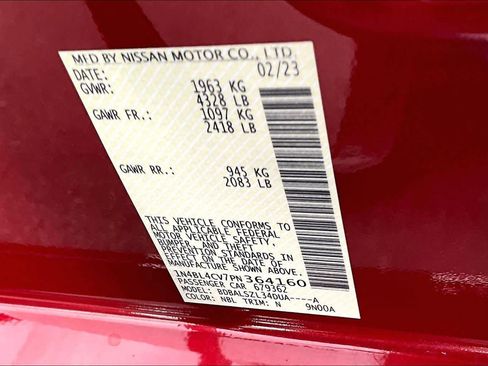 MFD BY NISSAN MOTOR CO., LTD.
DATE: 02/23
GVWR: 1963 KG
4328 LB
GAWR FR.: 1097 KG
2418 LB
GAWR RR.: 945 KG
2083 LB
THIS VEHICLE CONFORMS TO
ALL APPLICABLE FEDERAL
MOTOR VEHICLE SAFETY,
BUMPER, AND THEFT
PREVENTION STANDARDS IN
EFFECT ON THE DATE OF
MANUFACTURE SHOWN ABOVE.
1N4BL4CV7PN364160
PASSENGER CAR 679362
MODEL: BDBALSZL34DUA----A
COLOR: NBL TRIM: N 9N00A